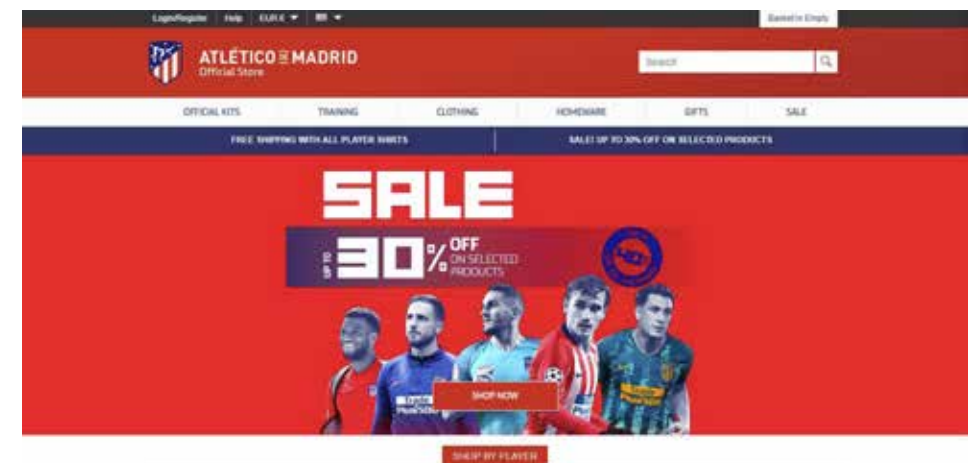 Login/Register Help EUR € Basket is Empty
ATLÉTICO DE MADRID
Official Store
Search
OFFICIAL KITS TRAINING CLOTHING HOMEWARE GIFTS SALE
FREE SHIPPING WITH ALL PLAYER SHIRTS SALE! UP TO 30% OFF ON SELECTED PRODUCTS
SALE
UP TO 30% OFF
ON SELECTED
PRODUCTS
SHOP NOW
SHOP BY PLAYER